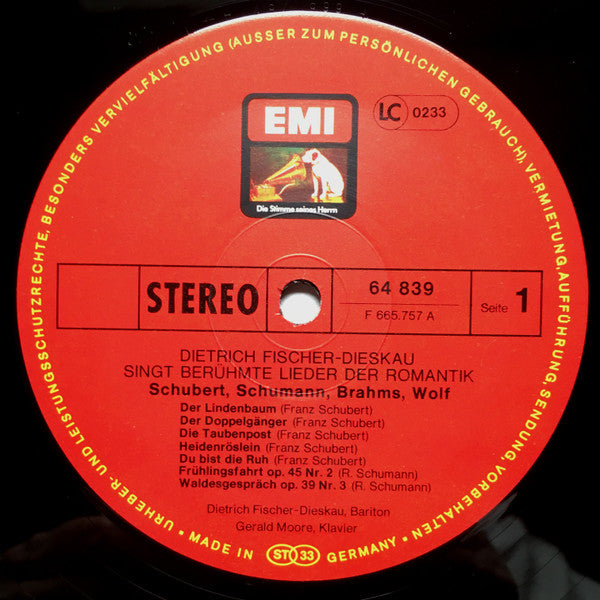 URHEBER- UND LEISTUNGSSCHUTZRECHTE, BESONDERS VERVIELFÄLTIGUNG (AUSSER ZUM PERSÖNLICHEN GEBRAUCH), VERMIETUNG, AUFFÜHRUNG, SENDUNG, VORBEHALTEN •
EMI
LC 0233
Die Stimme seines Herrn
STEREO
64 839
F 665.757 A
Seite 1
DIETRICH FISCHER-DIESKAU
SINGT BERÜHMTE LIEDER DER ROMANTIK
Schubert, Schumann, Brahms, Wolf
Der Lindenbaum (Franz Schubert)
Der Doppelgänger (Franz Schubert)
Die Taubenpost (Franz Schubert)
Heidenröslein (Franz Schubert)
Du bist die Ruh (Franz Schubert)
Frühlingsfahrt op. 45 Nr. 2 (R. Schumann)
Waldesgespräch op. 39 Nr. 3 (R. Schumann)
Dietrich Fischer-Dieskau, Bariton
Gerald Moore, Klavier
• MADE IN ST 33 GERMANY •